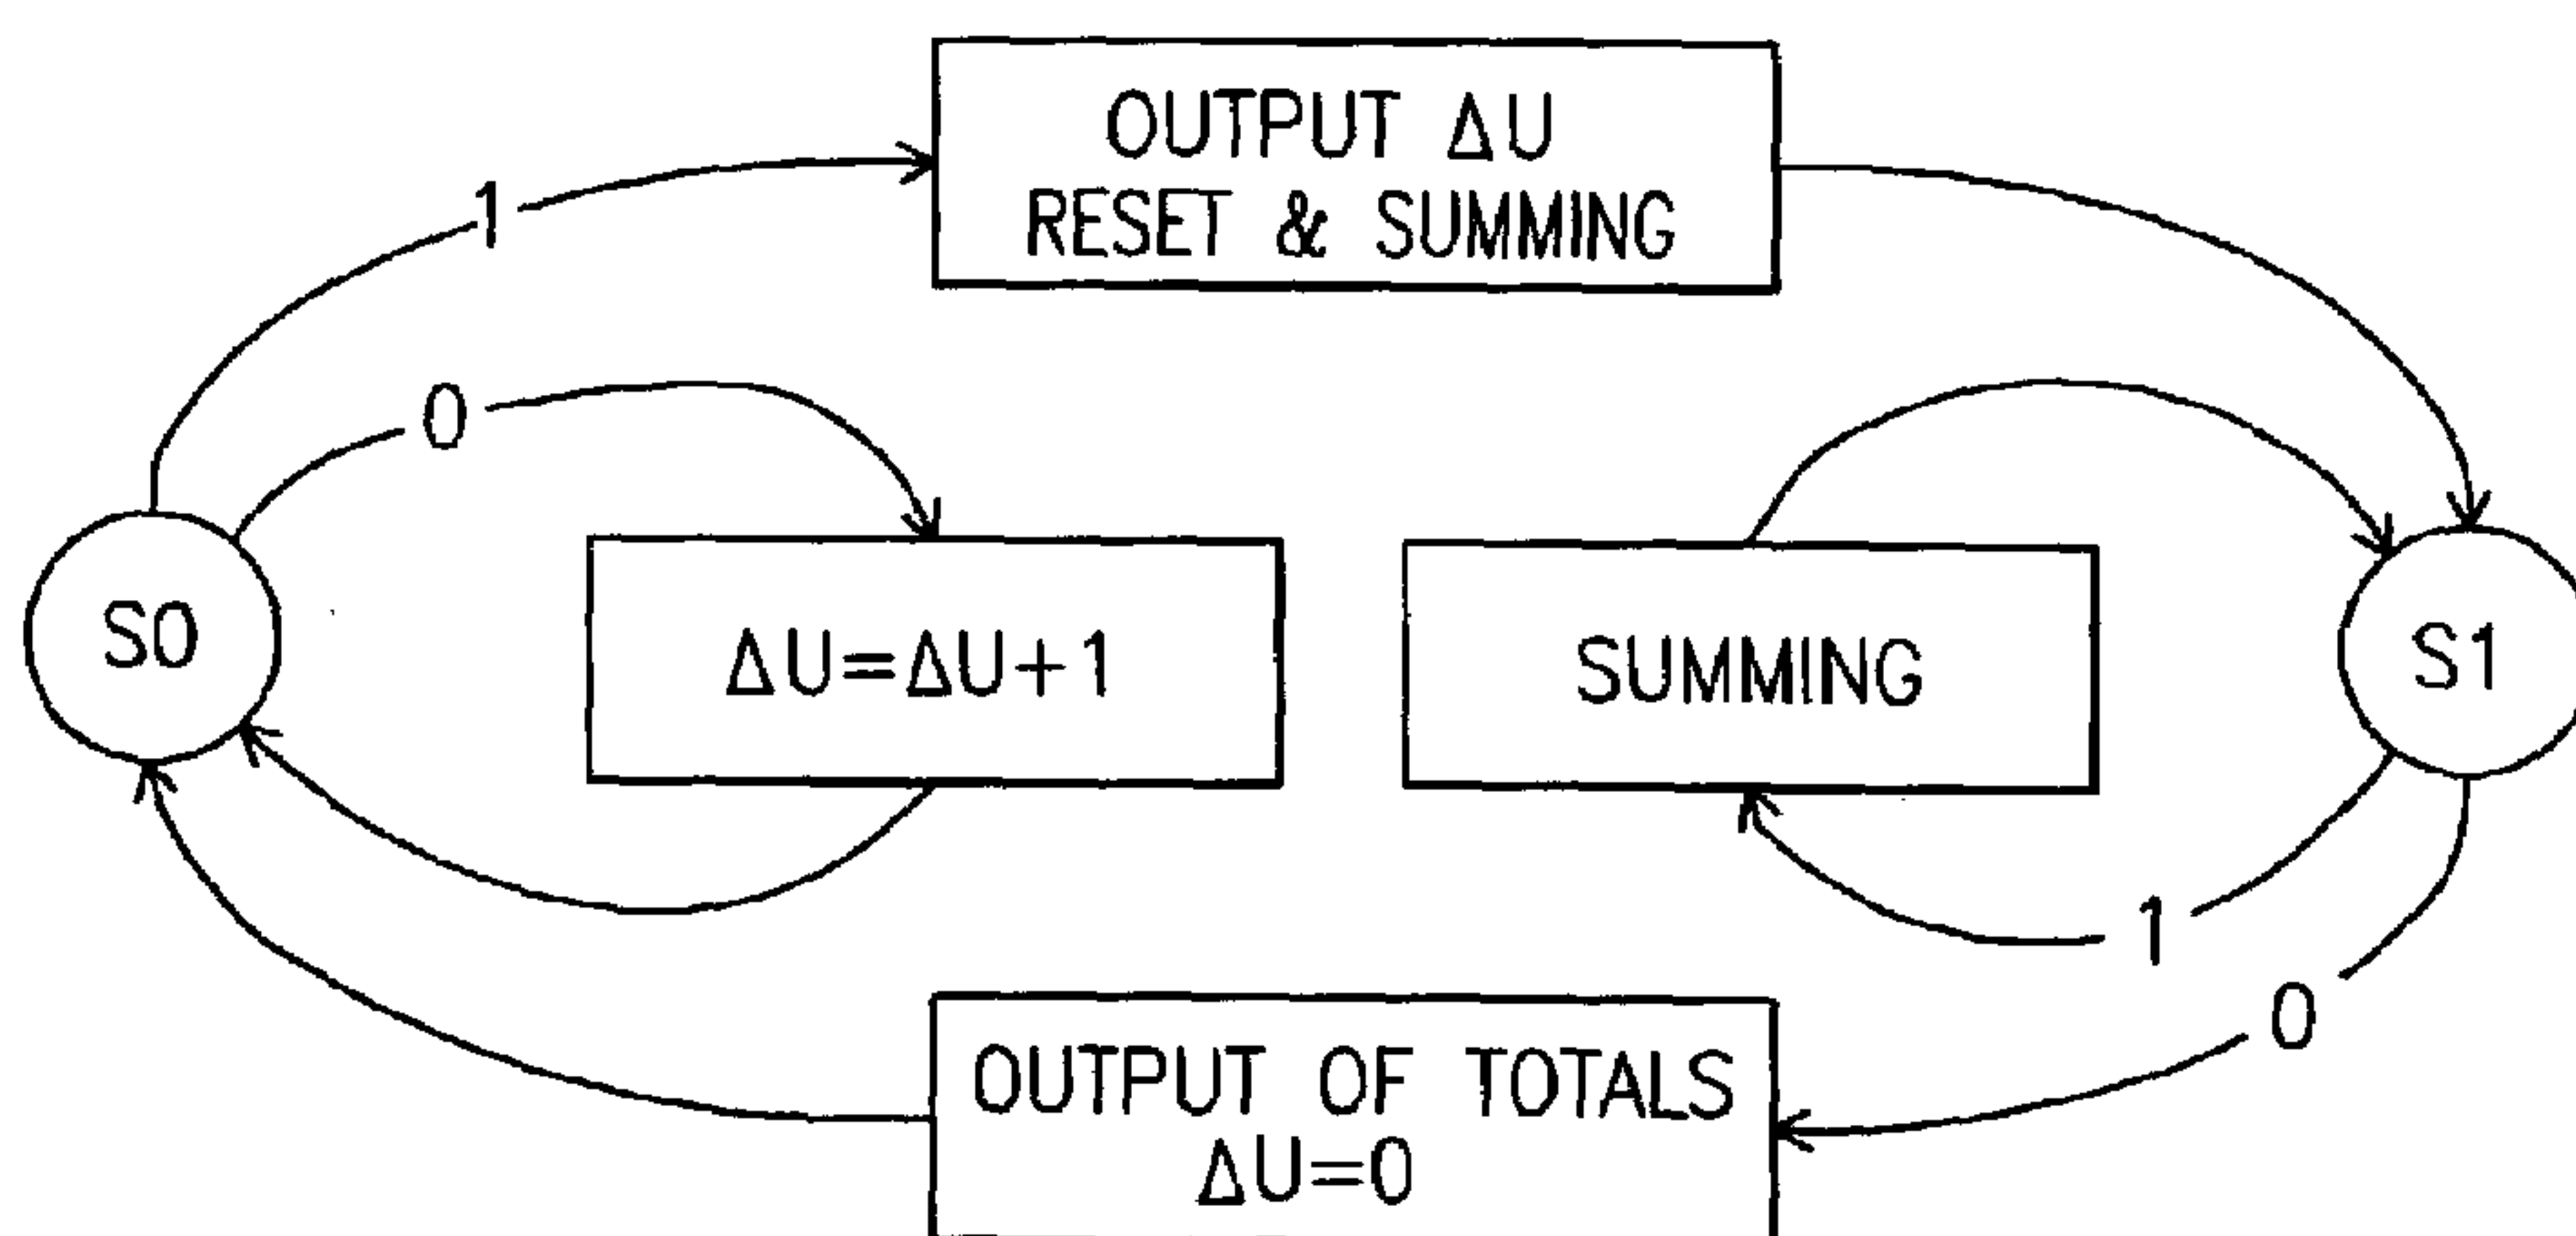 OUTPUT ΔU
RESET & SUMMING
1
0
S0
ΔU=ΔU+1
SUMMING
S1
1
0
OUTPUT OF TOTALS
ΔU=0